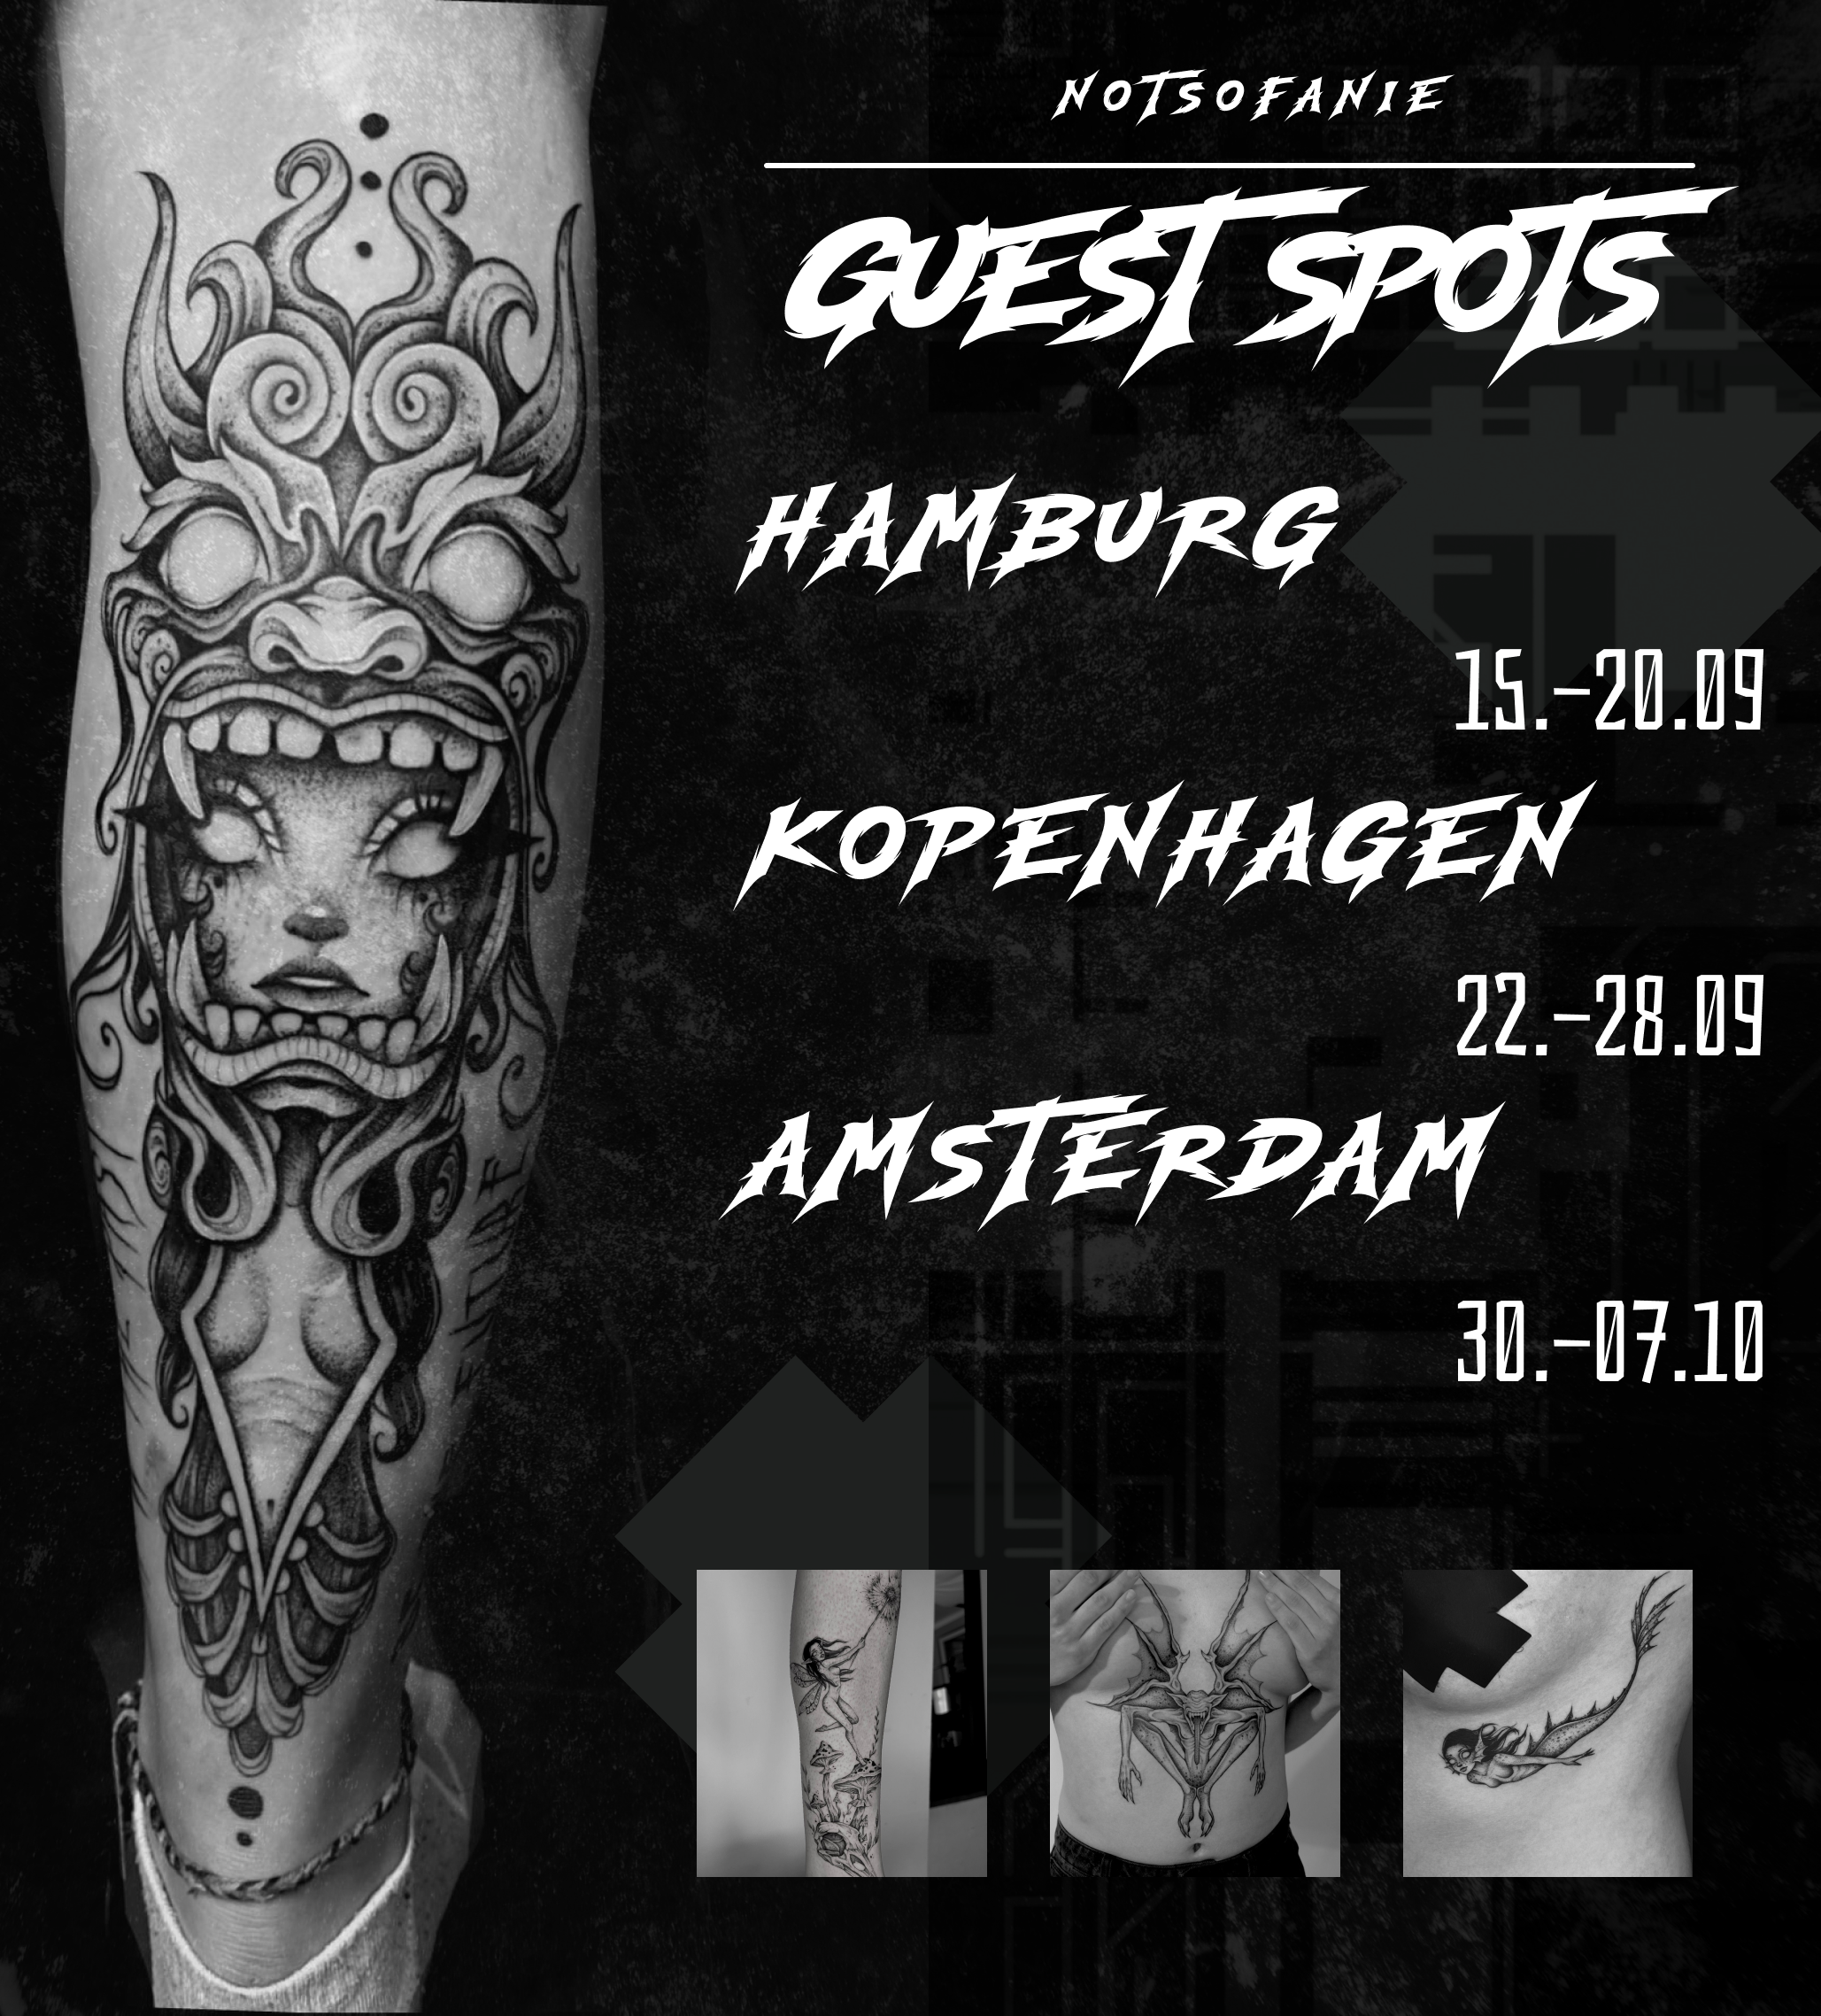 NOTSOFANIE
GUEST SPOTS
HAMBURG
15.-20.09
KOPENHAGEN
22.-28.09
AMSTERDAM
30.-07.10